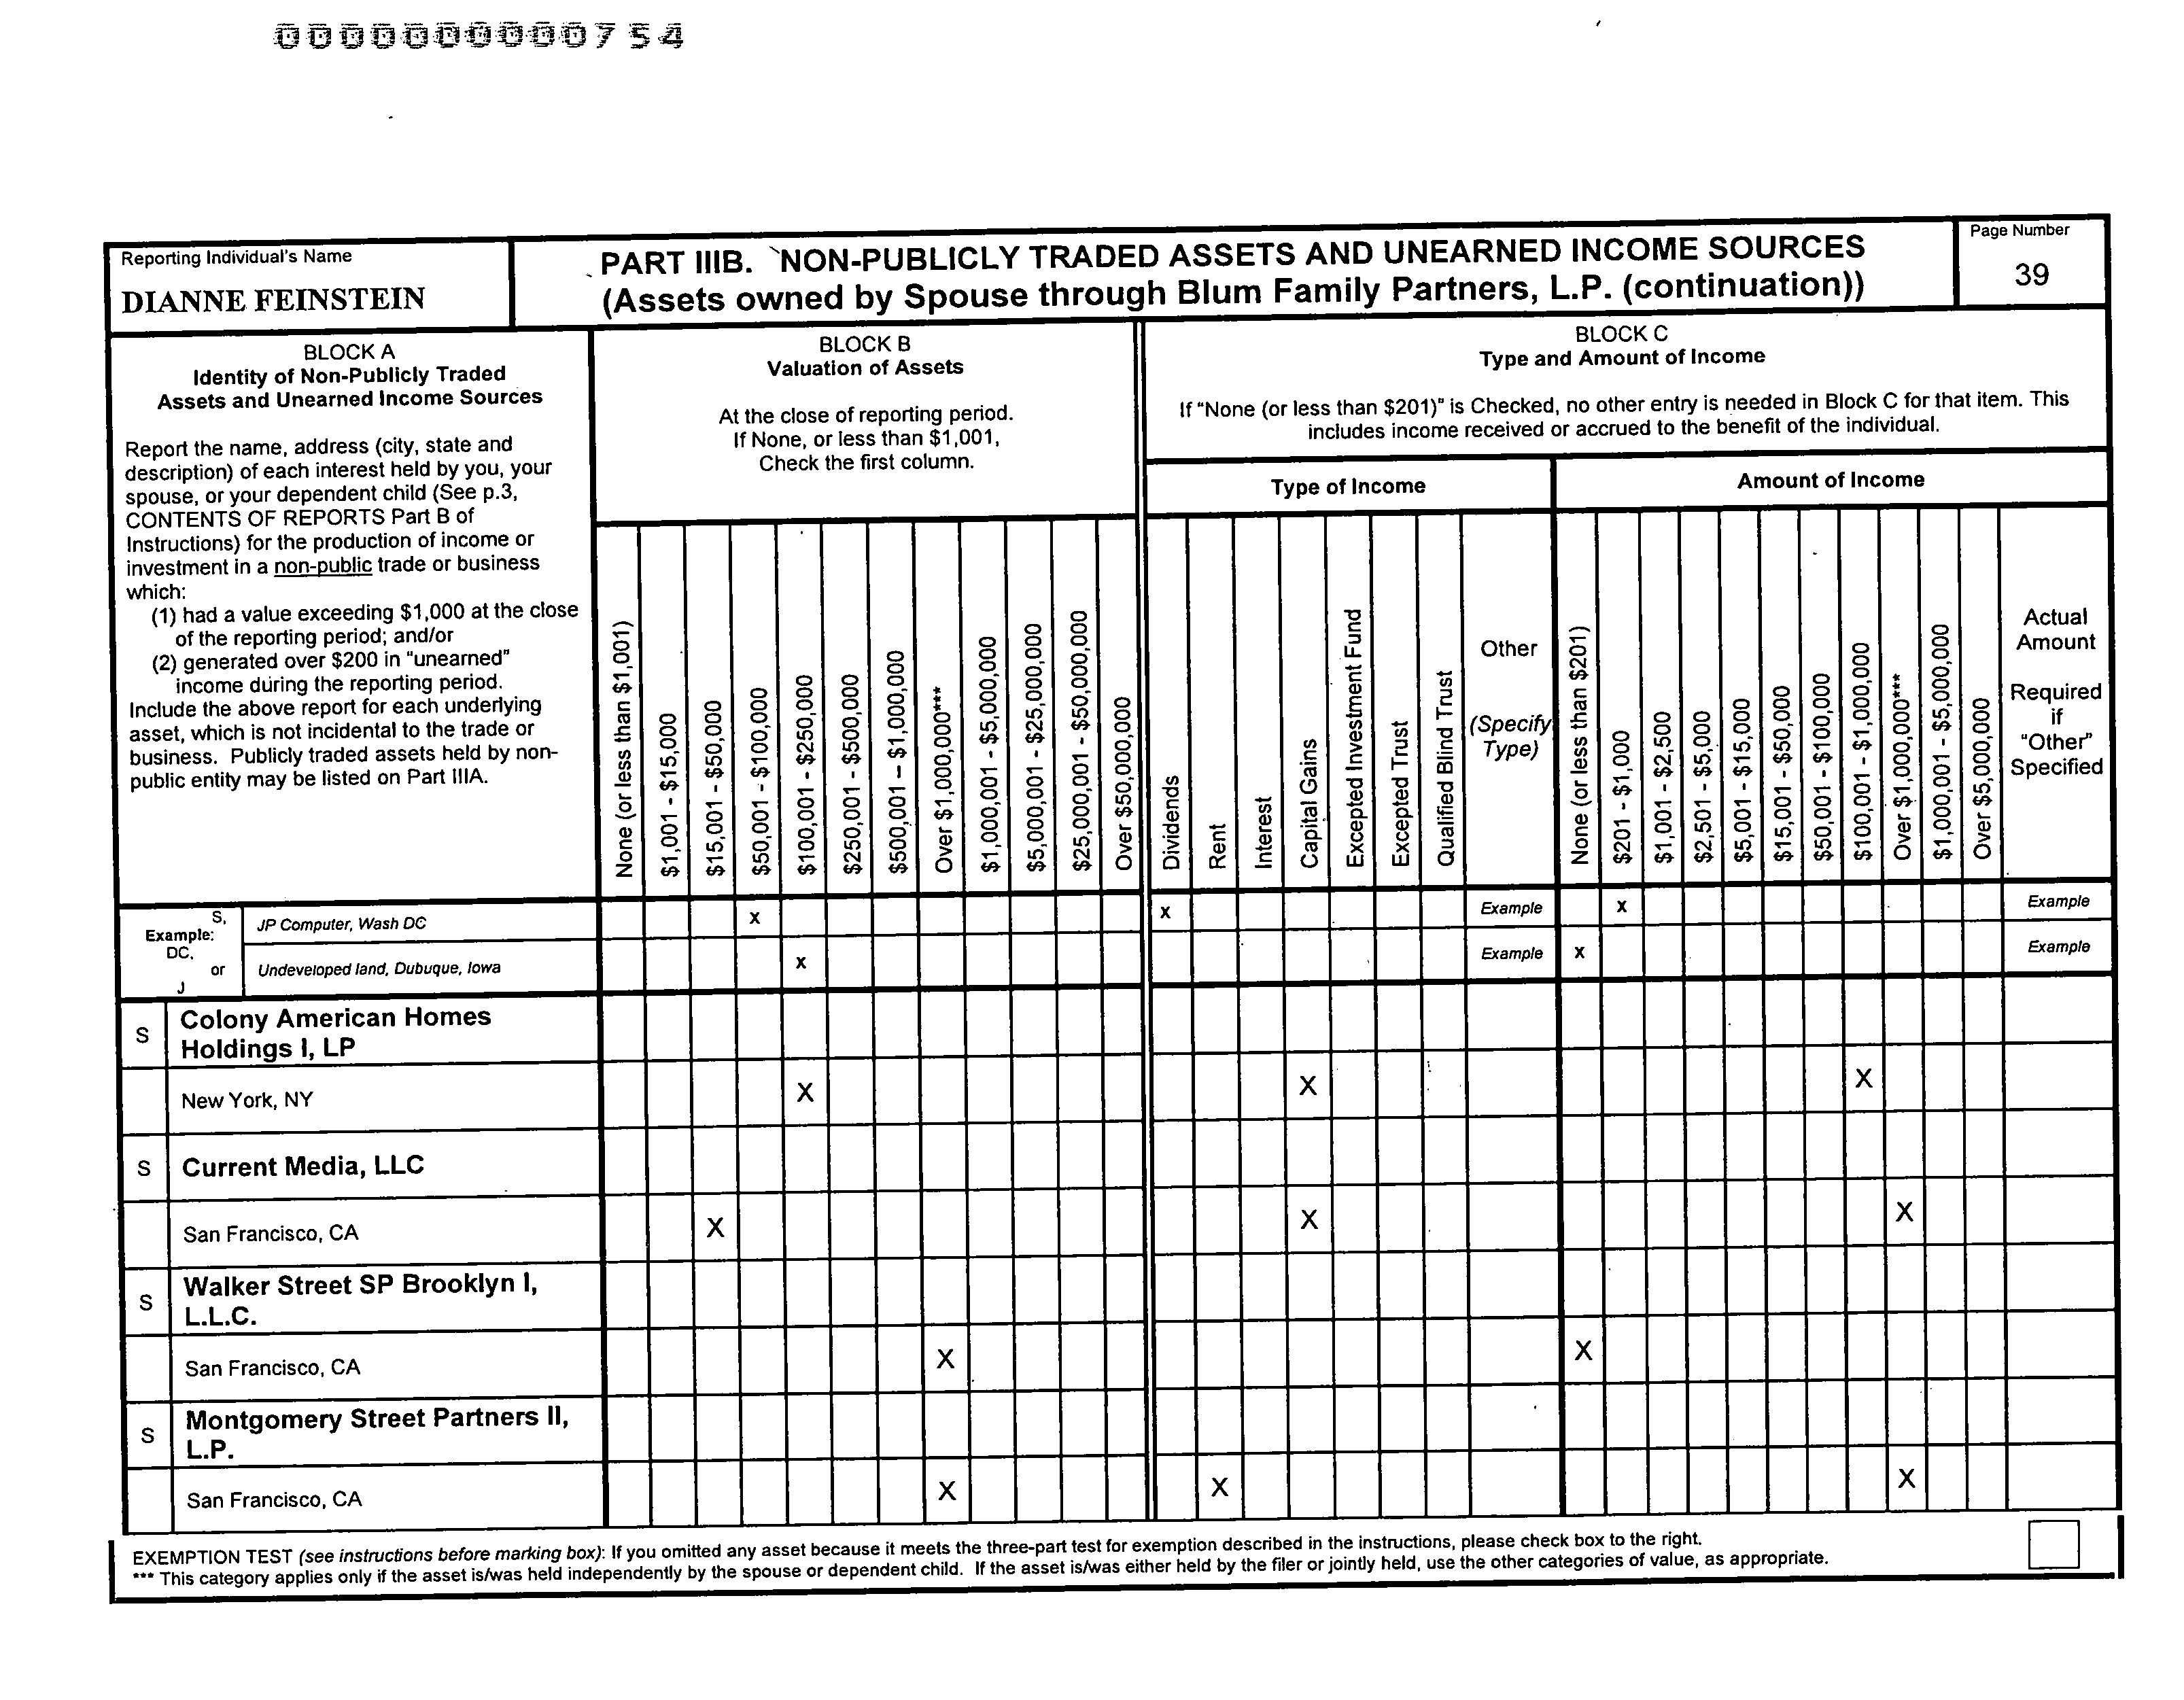 000000000754
Reporting Individual's Name
DIANNE FEINSTEIN
PART IIIB. NON-PUBLICLY TRADED ASSETS AND UNEARNED INCOME SOURCES
(Assets owned by Spouse through Blum Family Partners, L.P. (continuation))
Page Number
39
BLOCK A
Identity of Non-Publicly Traded
Assets and Unearned Income Sources
Report the name, address (city, state and
description) of each interest held by you, your
spouse, or your dependent child (See p.3,
CONTENTS OF REPORTS Part B of
Instructions) for the production of income or
investment in a non-public trade or business
which:
(1) had a value exceeding $1,000 at the close
of the reporting period; and/or
(2) generated over $200 in "unearned"
income during the reporting period.
Include the above report for each underlying
asset, which is not incidental to the trade or
business. Publicly traded assets held by non-
public entity may be listed on Part IIIA.
BLOCK B
Valuation of Assets
At the close of reporting period.
If None, or less than $1,001,
Check the first column.
None (or less than $1,001)
$1,001 - $15,000
$15,001 - $50,000
$50,001 - $100,000
$100,001 - $250,000
$250,001 - $500,000
$500,001 – $1,000,000
Over $1,000,000***
$1,000,001 - $5,000,000
$5,000,001 - $25,000,000
$25,000,001 - $50,000,000
Over $50,000,000
BLOCK C
Type and Amount of Income
If "None (or less than $201)" is Checked, no other entry is needed in Block C for that item. This
includes income received or accrued to the benefit of the individual.
Type of Income
Dividends
Rent
Interest
Capital Gains
Excepted Investment Fund
Excepted Trust
Qualified Blind Trust
Other
(Specify
Type)
Amount of Income
None (or less than $201)
$201 - $1,000
$1,001 - $2,500
$2,501 - $5,000
$5,001 - $15,000
$15,001 - $50,000
$50,001 - $100,000
$100,001 - $1,000,000
Over $1,000,000***
$1,000,001 - $5,000,000
Over $5,000,000
Actual
Amount
Required
if
"Other"
Specified
Example:
S,
DC,
or
J
JP Computer, Wash DC x x Example x Example
Undeveloped land, Dubuque, Iowa x Example x Example
S Colony American Homes
Holdings I, LP
New York, NY X X X
S Current Media, LLC
San Francisco, CA X X X
S Walker Street SP Brooklyn I,
L.L.C.
San Francisco, CA X X
S Montgomery Street Partners II,
L.P.
San Francisco, CA X X X
EXEMPTION TEST (see instructions before marking box): If you omitted any asset because it meets the three-part test for exemption described in the instructions, please check box to the right.
*** This category applies only if the asset is/was held independently by the spouse or dependent child. If the asset is/was either held by the filer or jointly held, use the other categories of value, as appropriate.